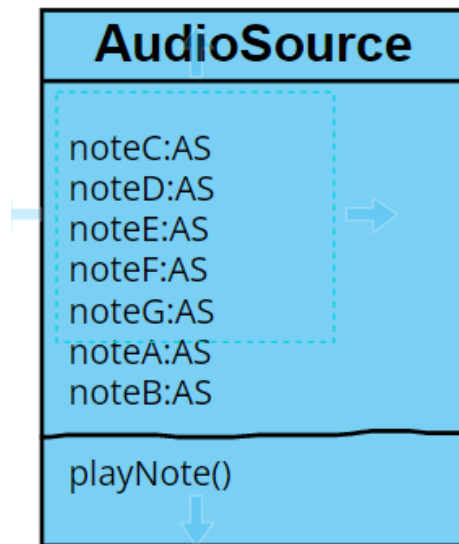 AudioSource
noteC:AS
noteD:AS
noteE:AS
noteF:AS
noteG:AS
noteA:AS
noteB:AS
playNote()